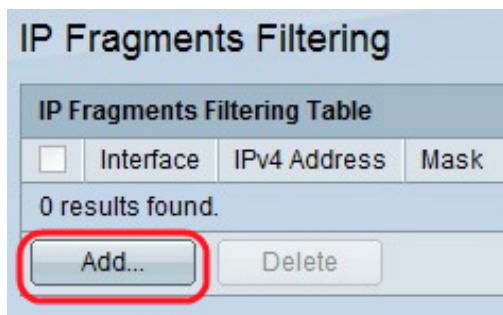 IP Fragments Filtering
IP Fragments Filtering Table
Interface IPv4 Address Mask
0 results found.
Add... Delete